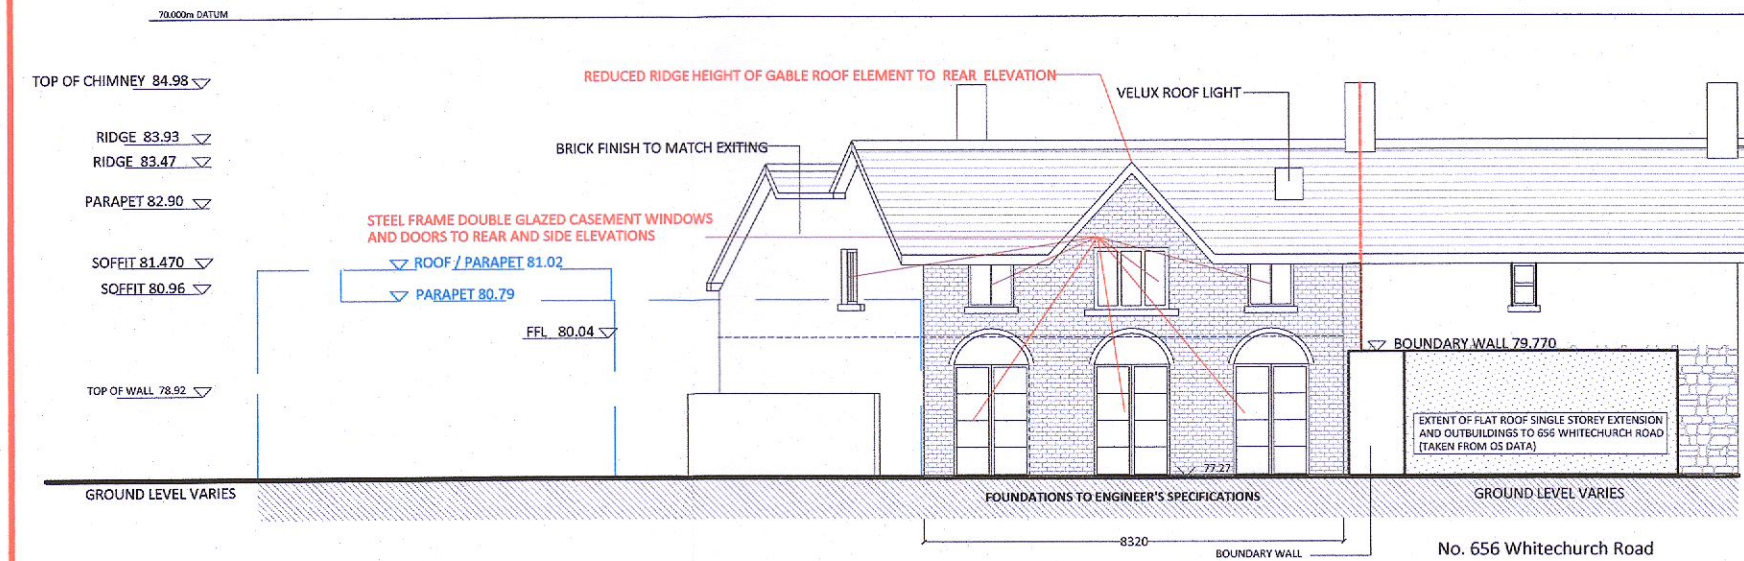 70.000m DATUM
TOP OF CHIMNEY 84.98
REDUCED RIDGE HEIGHT OF GABLE ROOF ELEMENT TO REAR ELEVATION
VELUX ROOF LIGHT
RIDGE 83.93
RIDGE 83.47
BRICK FINISH TO MATCH EXITING
PARAPET 82.90
STEEL FRAME DOUBLE GLAZED CASEMENT WINDOWS
AND DOORS TO REAR AND SIDE ELEVATIONS
SOFFIT 81.470
ROOF / PARAPET 81.02
SOFFIT 80.96
PARAPET 80.79
FFL 80.04
BOUNDARY WALL 79.770
TOP OF WALL 78.92
EXTENT OF FLAT ROOF SINGLE STOREY EXTENSION
AND OUTBUILDINGS TO 656 WHITECHURCH ROAD
(TAKEN FROM OS DATA)
77.27
GROUND LEVEL VARIES
FOUNDATIONS TO ENGINEER'S SPECIFICATIONS
GROUND LEVEL VARIES
8320
BOUNDARY WALL
No. 656 Whitechurch Road